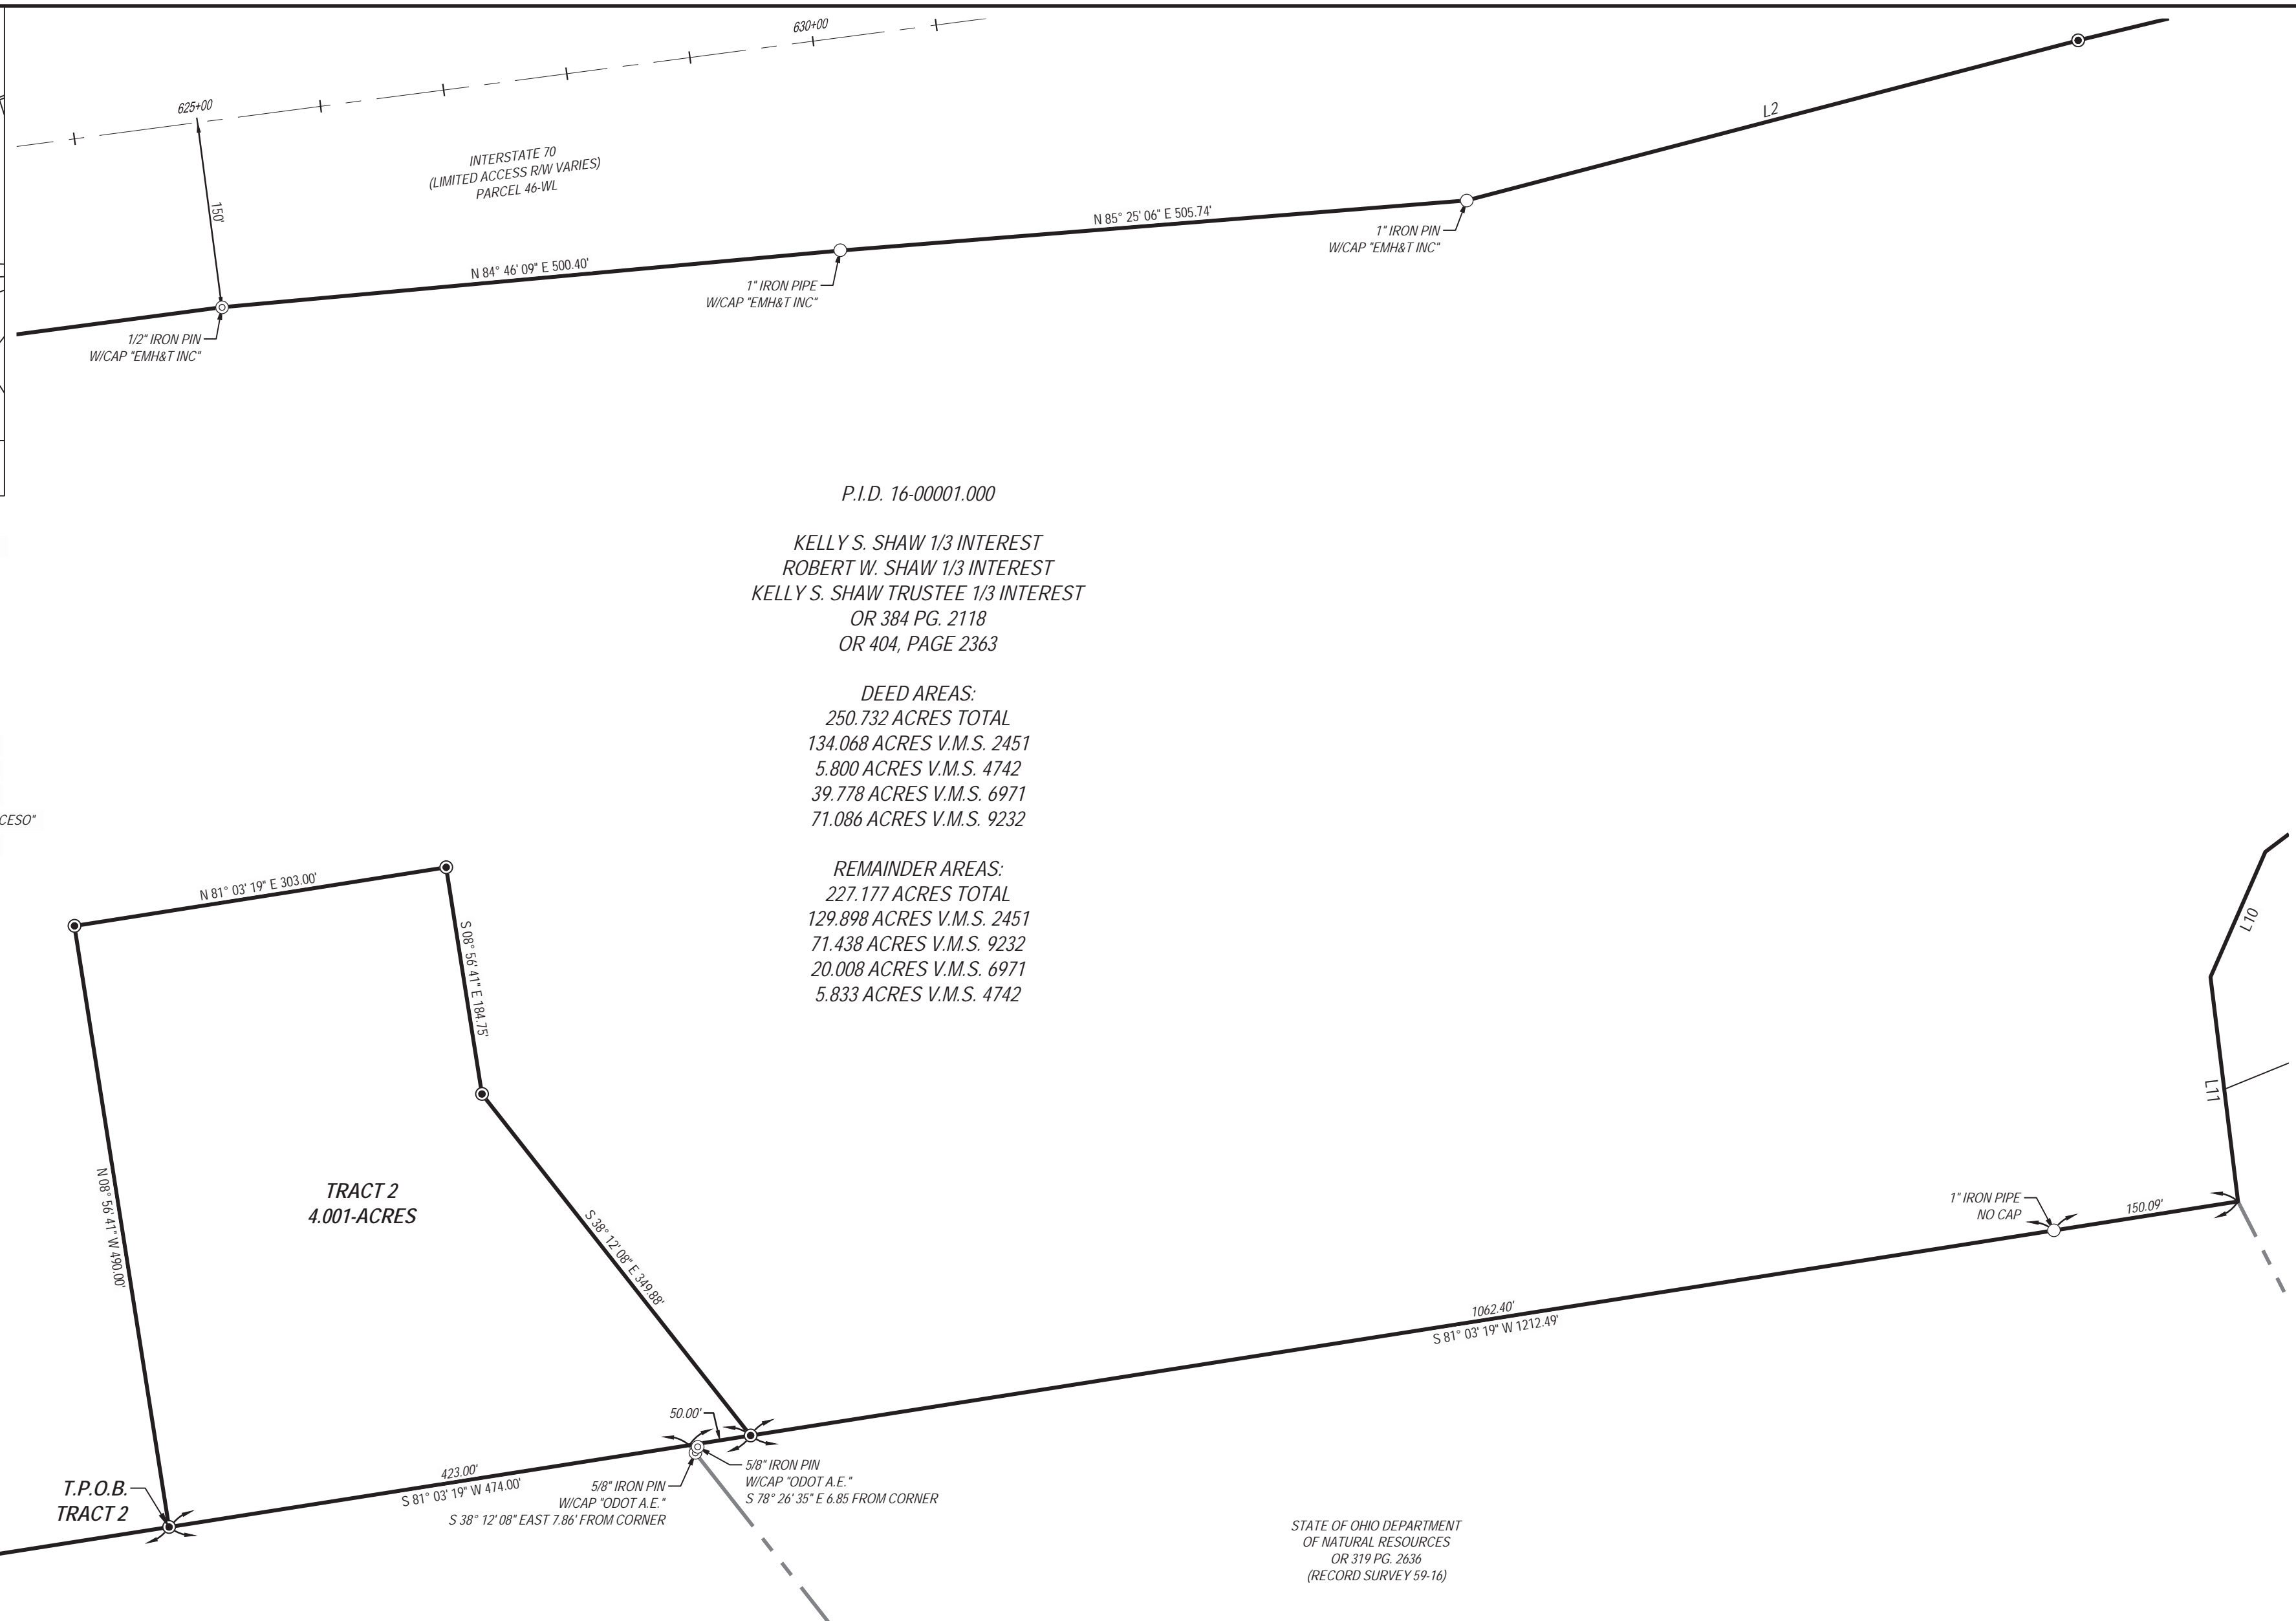 630+00
625+00
INTERSTATE 70
(LIMITED ACCESS R/W VARIES)
PARCEL 46-WL
150'
L2
N 85° 25' 06" E 505.74'
1" IRON PIN
W/CAP "EMH&T INC"
N 84° 46' 09" E 500.40'
1" IRON PIPE
W/CAP "EMH&T INC"
1/2" IRON PIN
W/CAP "EMH&T INC"
P.I.D. 16-00001.000
KELLY S. SHAW 1/3 INTEREST
ROBERT W. SHAW 1/3 INTEREST
KELLY S. SHAW TRUSTEE 1/3 INTEREST
OR 384 PG. 2118
OR 404, PAGE 2363
DEED AREAS:
250.732 ACRES TOTAL
134.068 ACRES V.M.S. 2451
5.800 ACRES V.M.S. 4742
39.778 ACRES V.M.S. 6971
71.086 ACRES V.M.S. 9232
REMAINDER AREAS:
227.177 ACRES TOTAL
129.898 ACRES V.M.S. 2451
71.438 ACRES V.M.S. 9232
20.008 ACRES V.M.S. 6971
5.833 ACRES V.M.S. 4742
CESO"
N 81° 03' 19" E 303.00'
S 08° 56' 41" E 184.75'
N 08° 56' 41" W 490.00'
TRACT 2
4.001-ACRES
S 38° 12' 08" E 349.88'
L10
L11
1" IRON PIPE
NO CAP
150.09'
1062.40'
S 81° 03' 19" W 1212.49'
50.00'
5/8" IRON PIN
W/CAP "ODOT A.E."
S 78° 26' 35" E 6.85 FROM CORNER
5/8" IRON PIN
W/CAP "ODOT A.E."
S 38° 12' 08" EAST 7.86' FROM CORNER
423.00'
S 81° 03' 19" W 474.00'
T.P.O.B.
TRACT 2
STATE OF OHIO DEPARTMENT
OF NATURAL RESOURCES
OR 319 PG. 2636
(RECORD SURVEY 59-16)